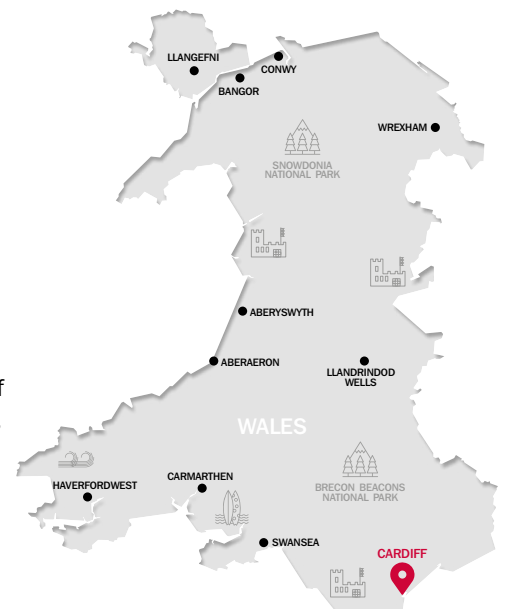 LLANGEFNI
CONWY
BANGOR
WREXHAM
SNOWDONIA
NATIONAL PARK
ABERYSWYTH
ABERAERON
LLANDRINDOD
WELLS
f
WALES
BRECON BEACONS
NATIONAL PARK
CARMARTHEN
HAVERFORDWEST
SWANSEA
CARDIFF